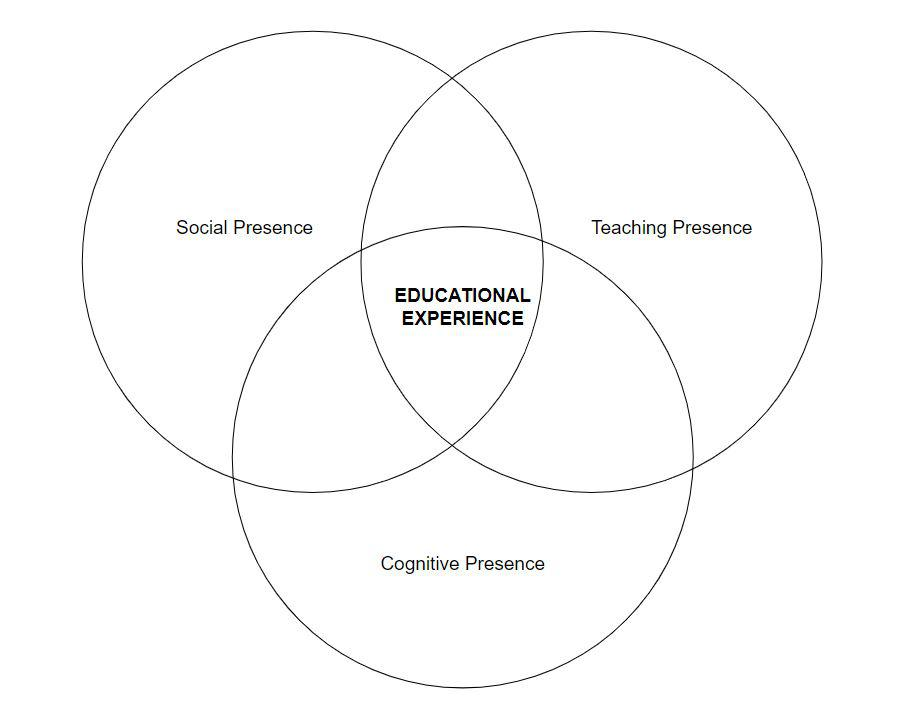 Social Presence
Teaching Presence
EDUCATIONAL
EXPERIENCE
Cognitive Presence